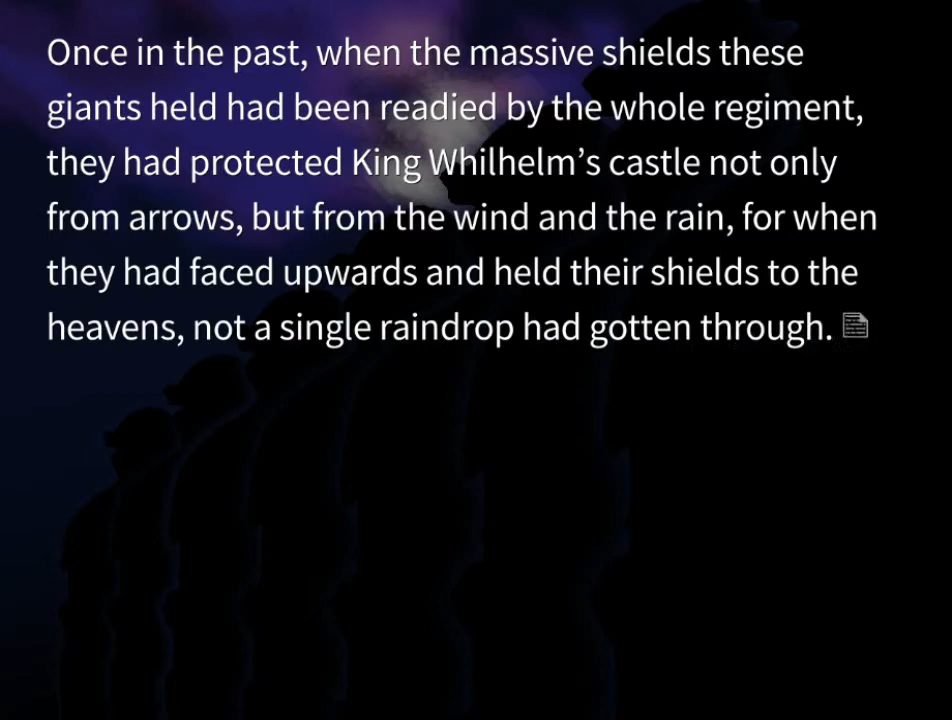 Once in the past, when the massive shields these
giants held had been readied by the whole regiment,
they had protected King Whilhelm’s castle not only
from arrows, but from the wind and the rain, for when
they had faced upwards and held their shields to the
heavens, not a single raindrop had gotten through.